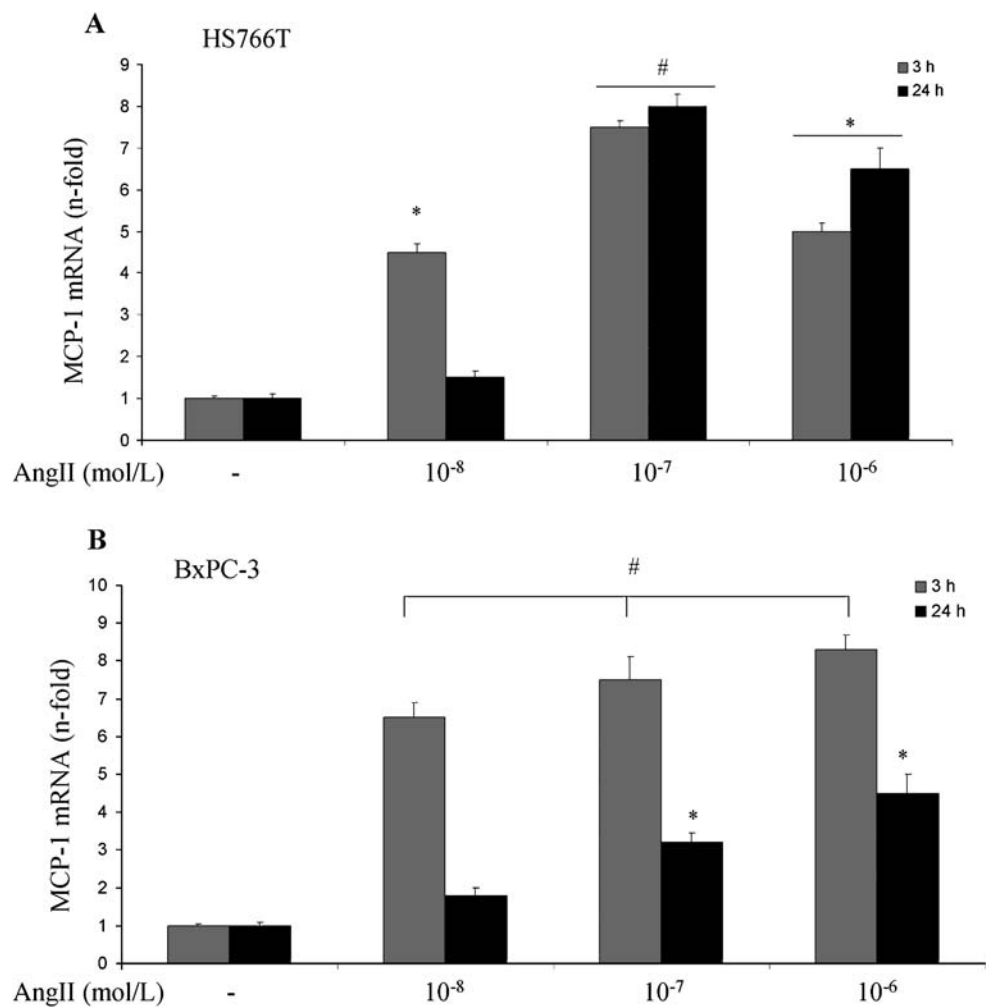 A
HS766T
MCP-1 mRNA (n-fold)
9
8
7
6
5
4
3
2
1
0
*
#
*
3 h
24 h
AngII (mol/L) - 10⁻⁸ 10⁻⁷ 10⁻⁶
B
BxPC-3
MCP-1 mRNA (n-fold)
10
9
8
7
6
5
4
3
2
1
0
#
*
*
3 h
24 h
AngII (mol/L) - 10⁻⁸ 10⁻⁷ 10⁻⁶